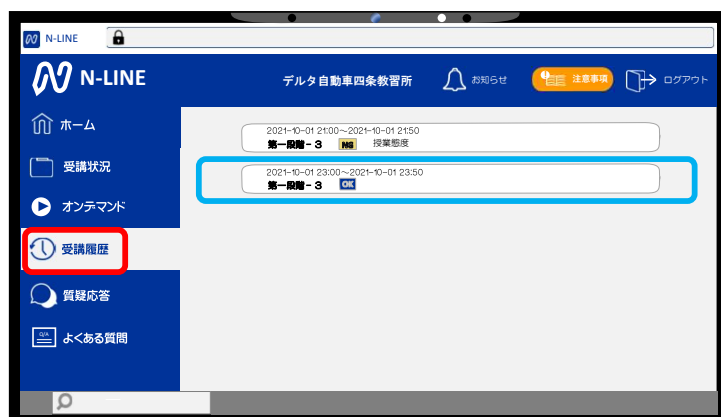 N-LINE
N-LINE
デルタ自動車四条教習所
お知らせ
注意事項
ログアウト
ホーム
受講状況
オンデマンド
受講履歴
質疑応答
Q/A
よくある質問
2021-10-01 21:00～2021-10-01 21:50
第一段階-3 NG 授業態度
2021-10-01 23:00～2021-10-01 23:50
第一段階-3 OK